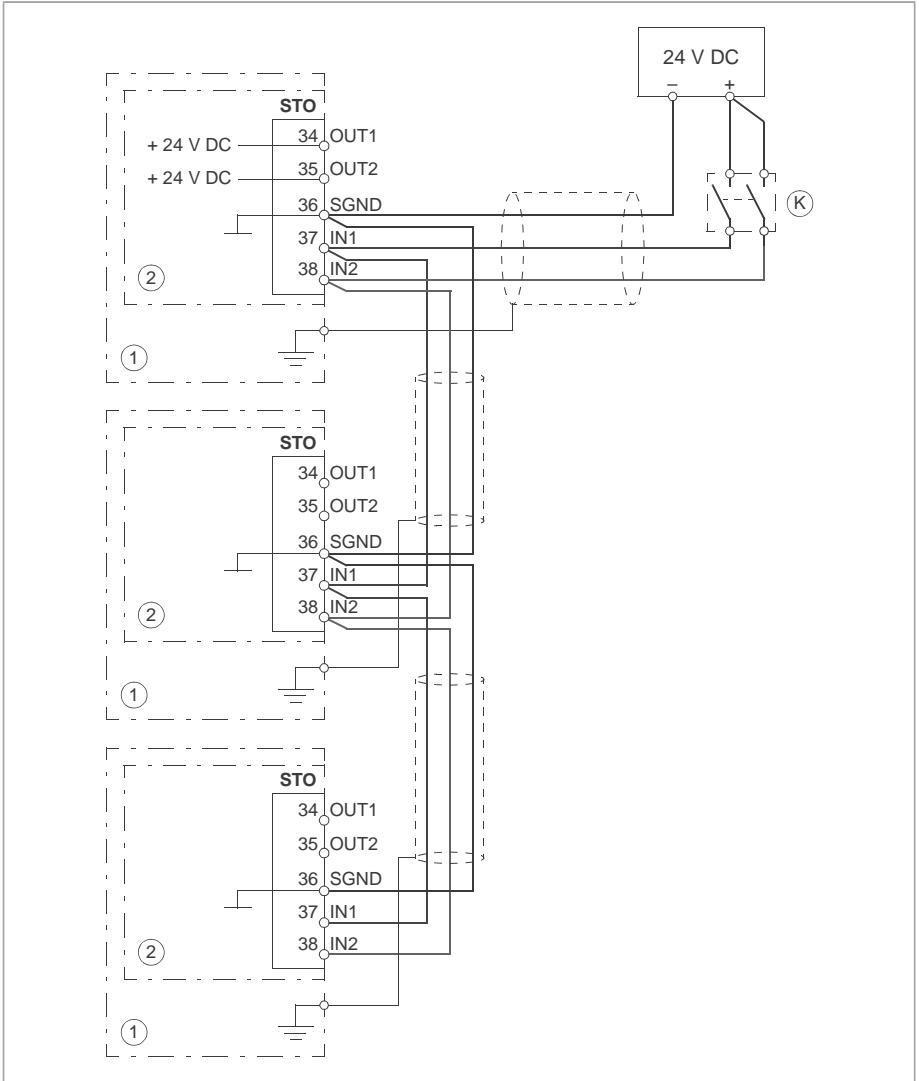 24 V DC
– +
STO
34 OUT1
+ 24 V DC
35 OUT2
+ 24 V DC
36 SGND
K
37 IN1
38 IN2
2
1
STO
34 OUT1
35 OUT2
36 SGND
37 IN1
38 IN2
2
1
STO
34 OUT1
35 OUT2
36 SGND
37 IN1
38 IN2
2
1